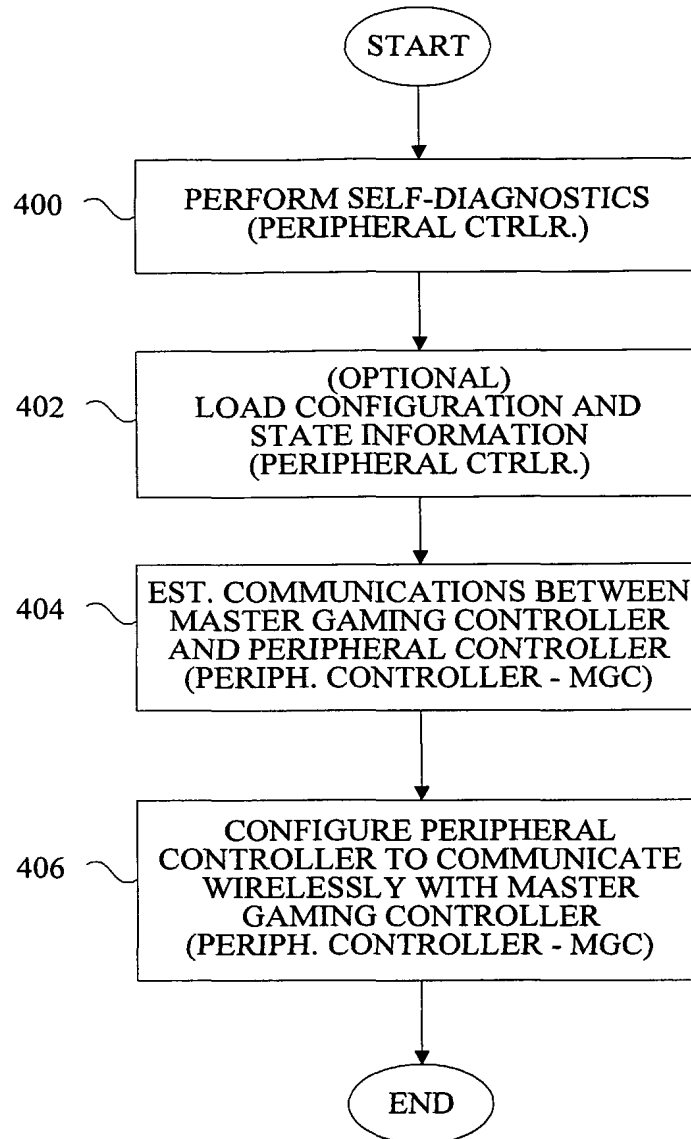 START
400
PERFORM SELF-DIAGNOSTICS
(PERIPHERAL CTRLR.)
402
(OPTIONAL)
LOAD CONFIGURATION AND
STATE INFORMATION
(PERIPHERAL CTRLR.)
404
EST. COMMUNICATIONS BETWEEN
MASTER GAMING CONTROLLER
AND PERIPHERAL CONTROLLER
(PERIPH. CONTROLLER - MGC)
406
CONFIGURE PERIPHERAL
CONTROLLER TO COMMUNICATE
WIRELESSLY WITH MASTER
GAMING CONTROLLER
(PERIPH. CONTROLLER - MGC)
END